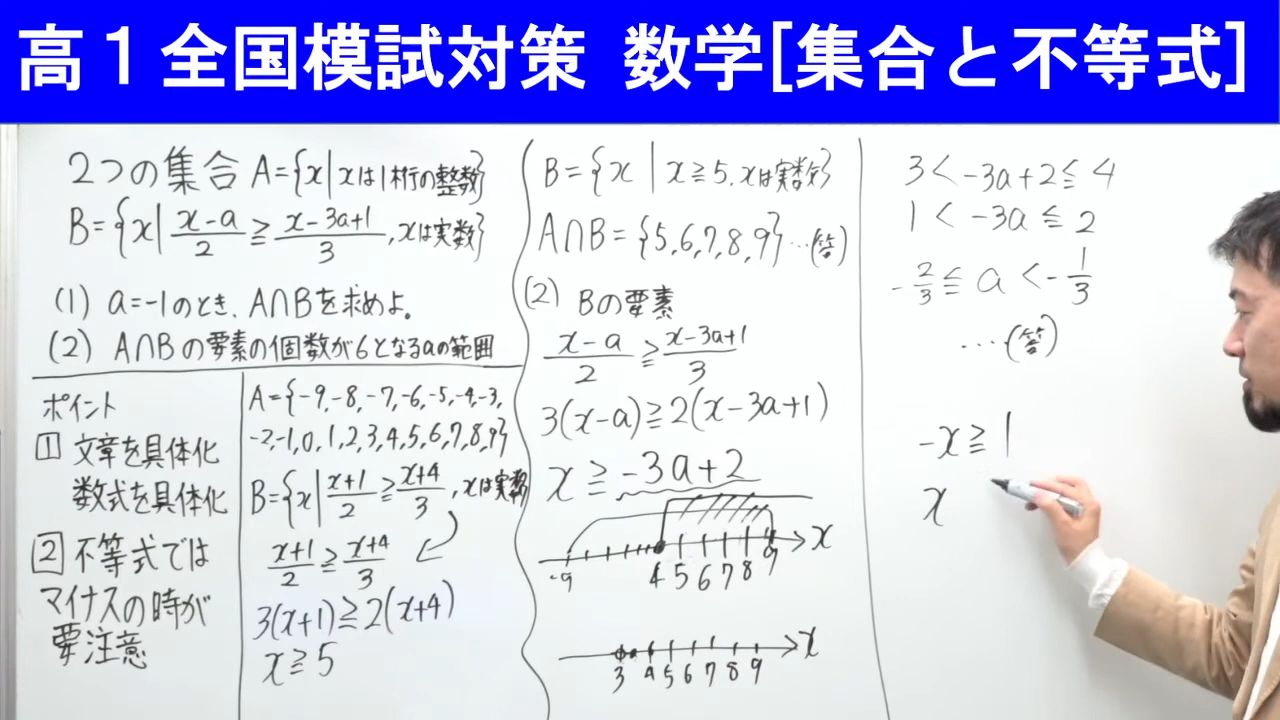 高１全国模試対策 数学[集合と不等式]
2つの集合 A={x|xは1桁の整数}
B={x|(x-a)/2≧(x-3a+1)/3,xは実数}
(1) a=-1のとき、A∩Bを求めよ。
(2) A∩Bの要素の個数が6となるaの範囲
ポイント
1 文章を具体化
数式を具体化
2 不等式では
マイナスの時が
要注意
A={-9,-8,-7,-6,-5,-4,-3,
-2,-1,0,1,2,3,4,5,6,7,8,9}
B={x|(x+1)/2≧(x+4)/3,xは実数
(x+1)/2≧(x+4)/3
3(x+1)≧2(x+4)
x≧5
B={x|x≧5,xは実数}
A∩B={5,6,7,8,9}…(答)
(2) Bの要素
(x-a)/2≧(x-3a+1)/3
3(x-a)≧2(x-3a+1)
x≧-3a+2
x
-9 4 5 6 7 8 9
x
3 4 5 6 7 8 9
3<-3a+2≦4
1<-3a≦2
-2/3≦a<-1/3
…(答)
-x≧1
x